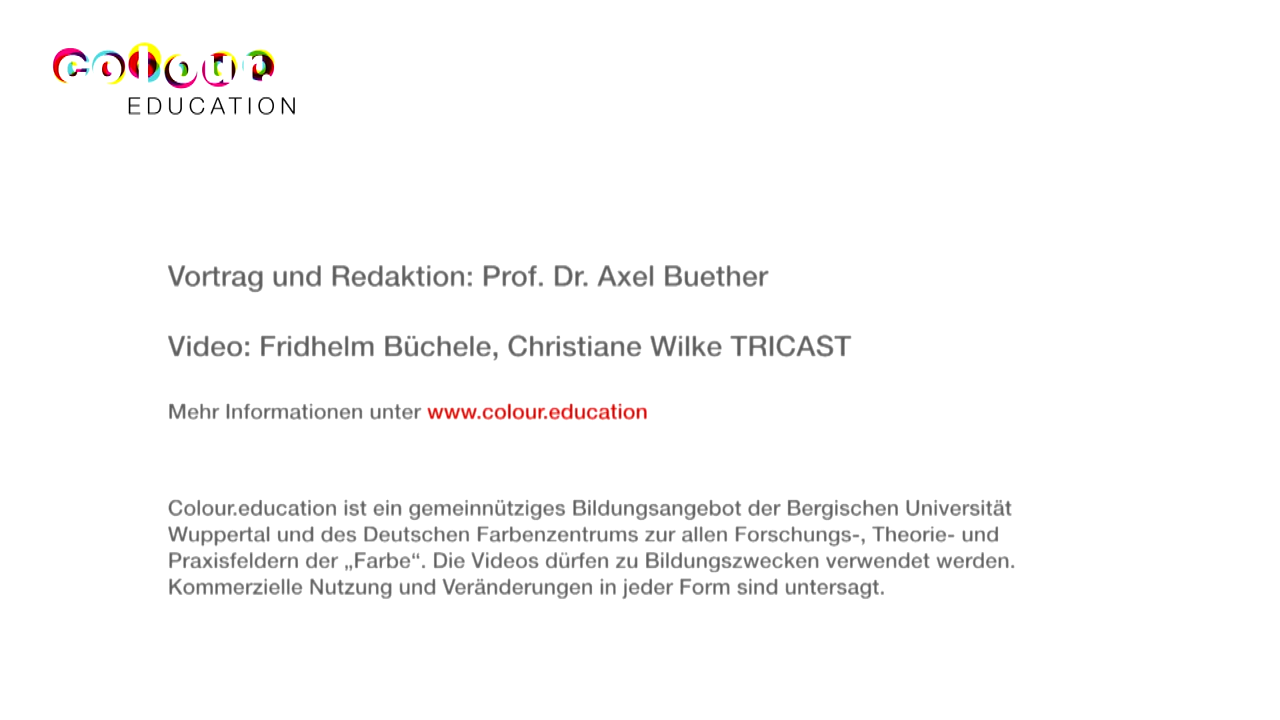 colour
EDUCATION
Vortrag und Redaktion: Prof. Dr. Axel Buether
Video: Fridhelm Büchele, Christiane Wilke TRICAST
Mehr Informationen unter www.colour.education
Colour.education ist ein gemeinnütziges Bildungsangebot der Bergischen Universität
Wuppertal und des Deutschen Farbenzentrums zur allen Forschungs-, Theorie- und
Praxisfeldern der „Farbe“. Die Videos dürfen zu Bildungszwecken verwendet werden.
Kommerzielle Nutzung und Veränderungen in jeder Form sind untersagt.